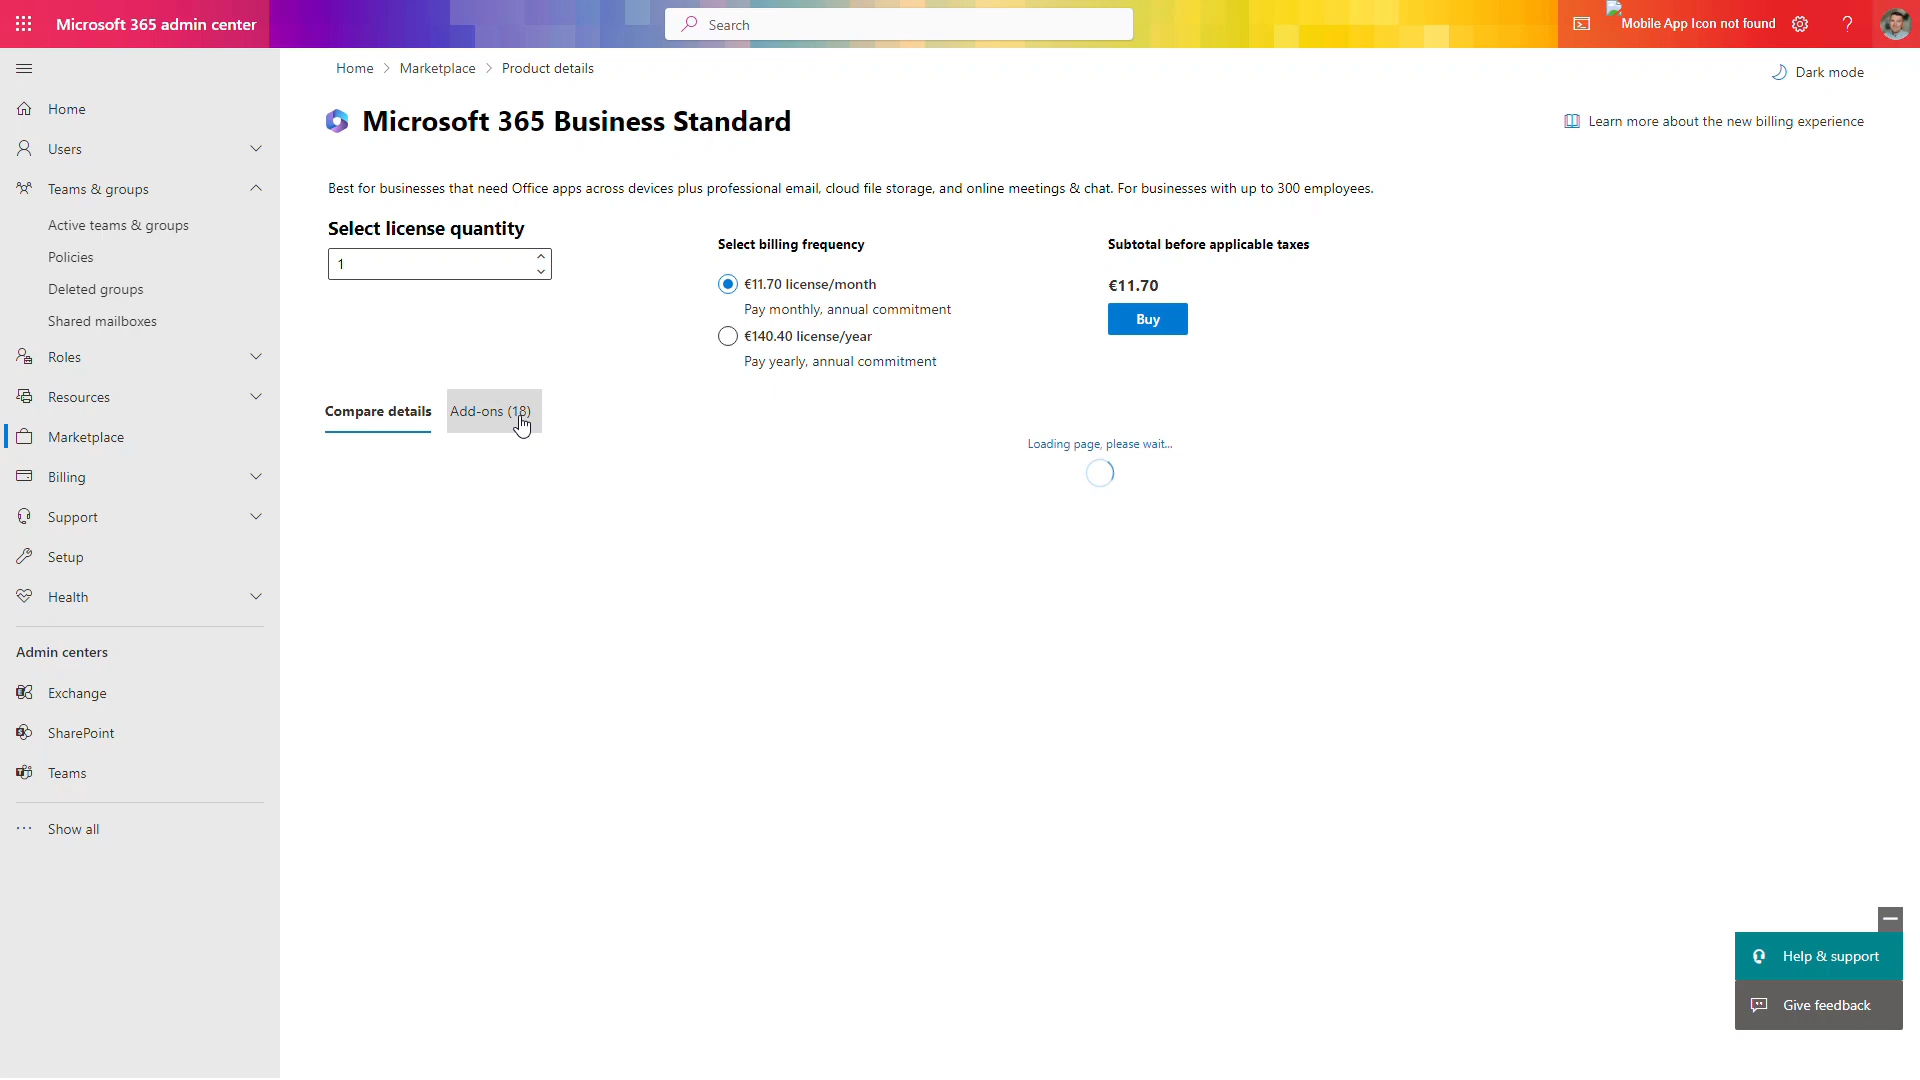 Microsoft 365 admin center
Search
Mobile App Icon not found
?
Home
Users
Teams & groups
Active teams & groups
Policies
Deleted groups
Shared mailboxes
Roles
Resources
Marketplace
Billing
Support
Setup
Health
Admin centers
Exchange
SharePoint
Teams
Show all
Home > Marketplace > Product details
Dark mode
Microsoft 365 Business Standard
Learn more about the new billing experience
Best for businesses that need Office apps across devices plus professional email, cloud file storage, and online meetings & chat. For businesses with up to 300 employees.
Select license quantity
1
Select billing frequency
€11.70 license/month
Pay monthly, annual commitment
€140.40 license/year
Pay yearly, annual commitment
Subtotal before applicable taxes
€11.70
Buy
Compare details
Add-ons (18)
Loading page, please wait...
Help & support
Give feedback